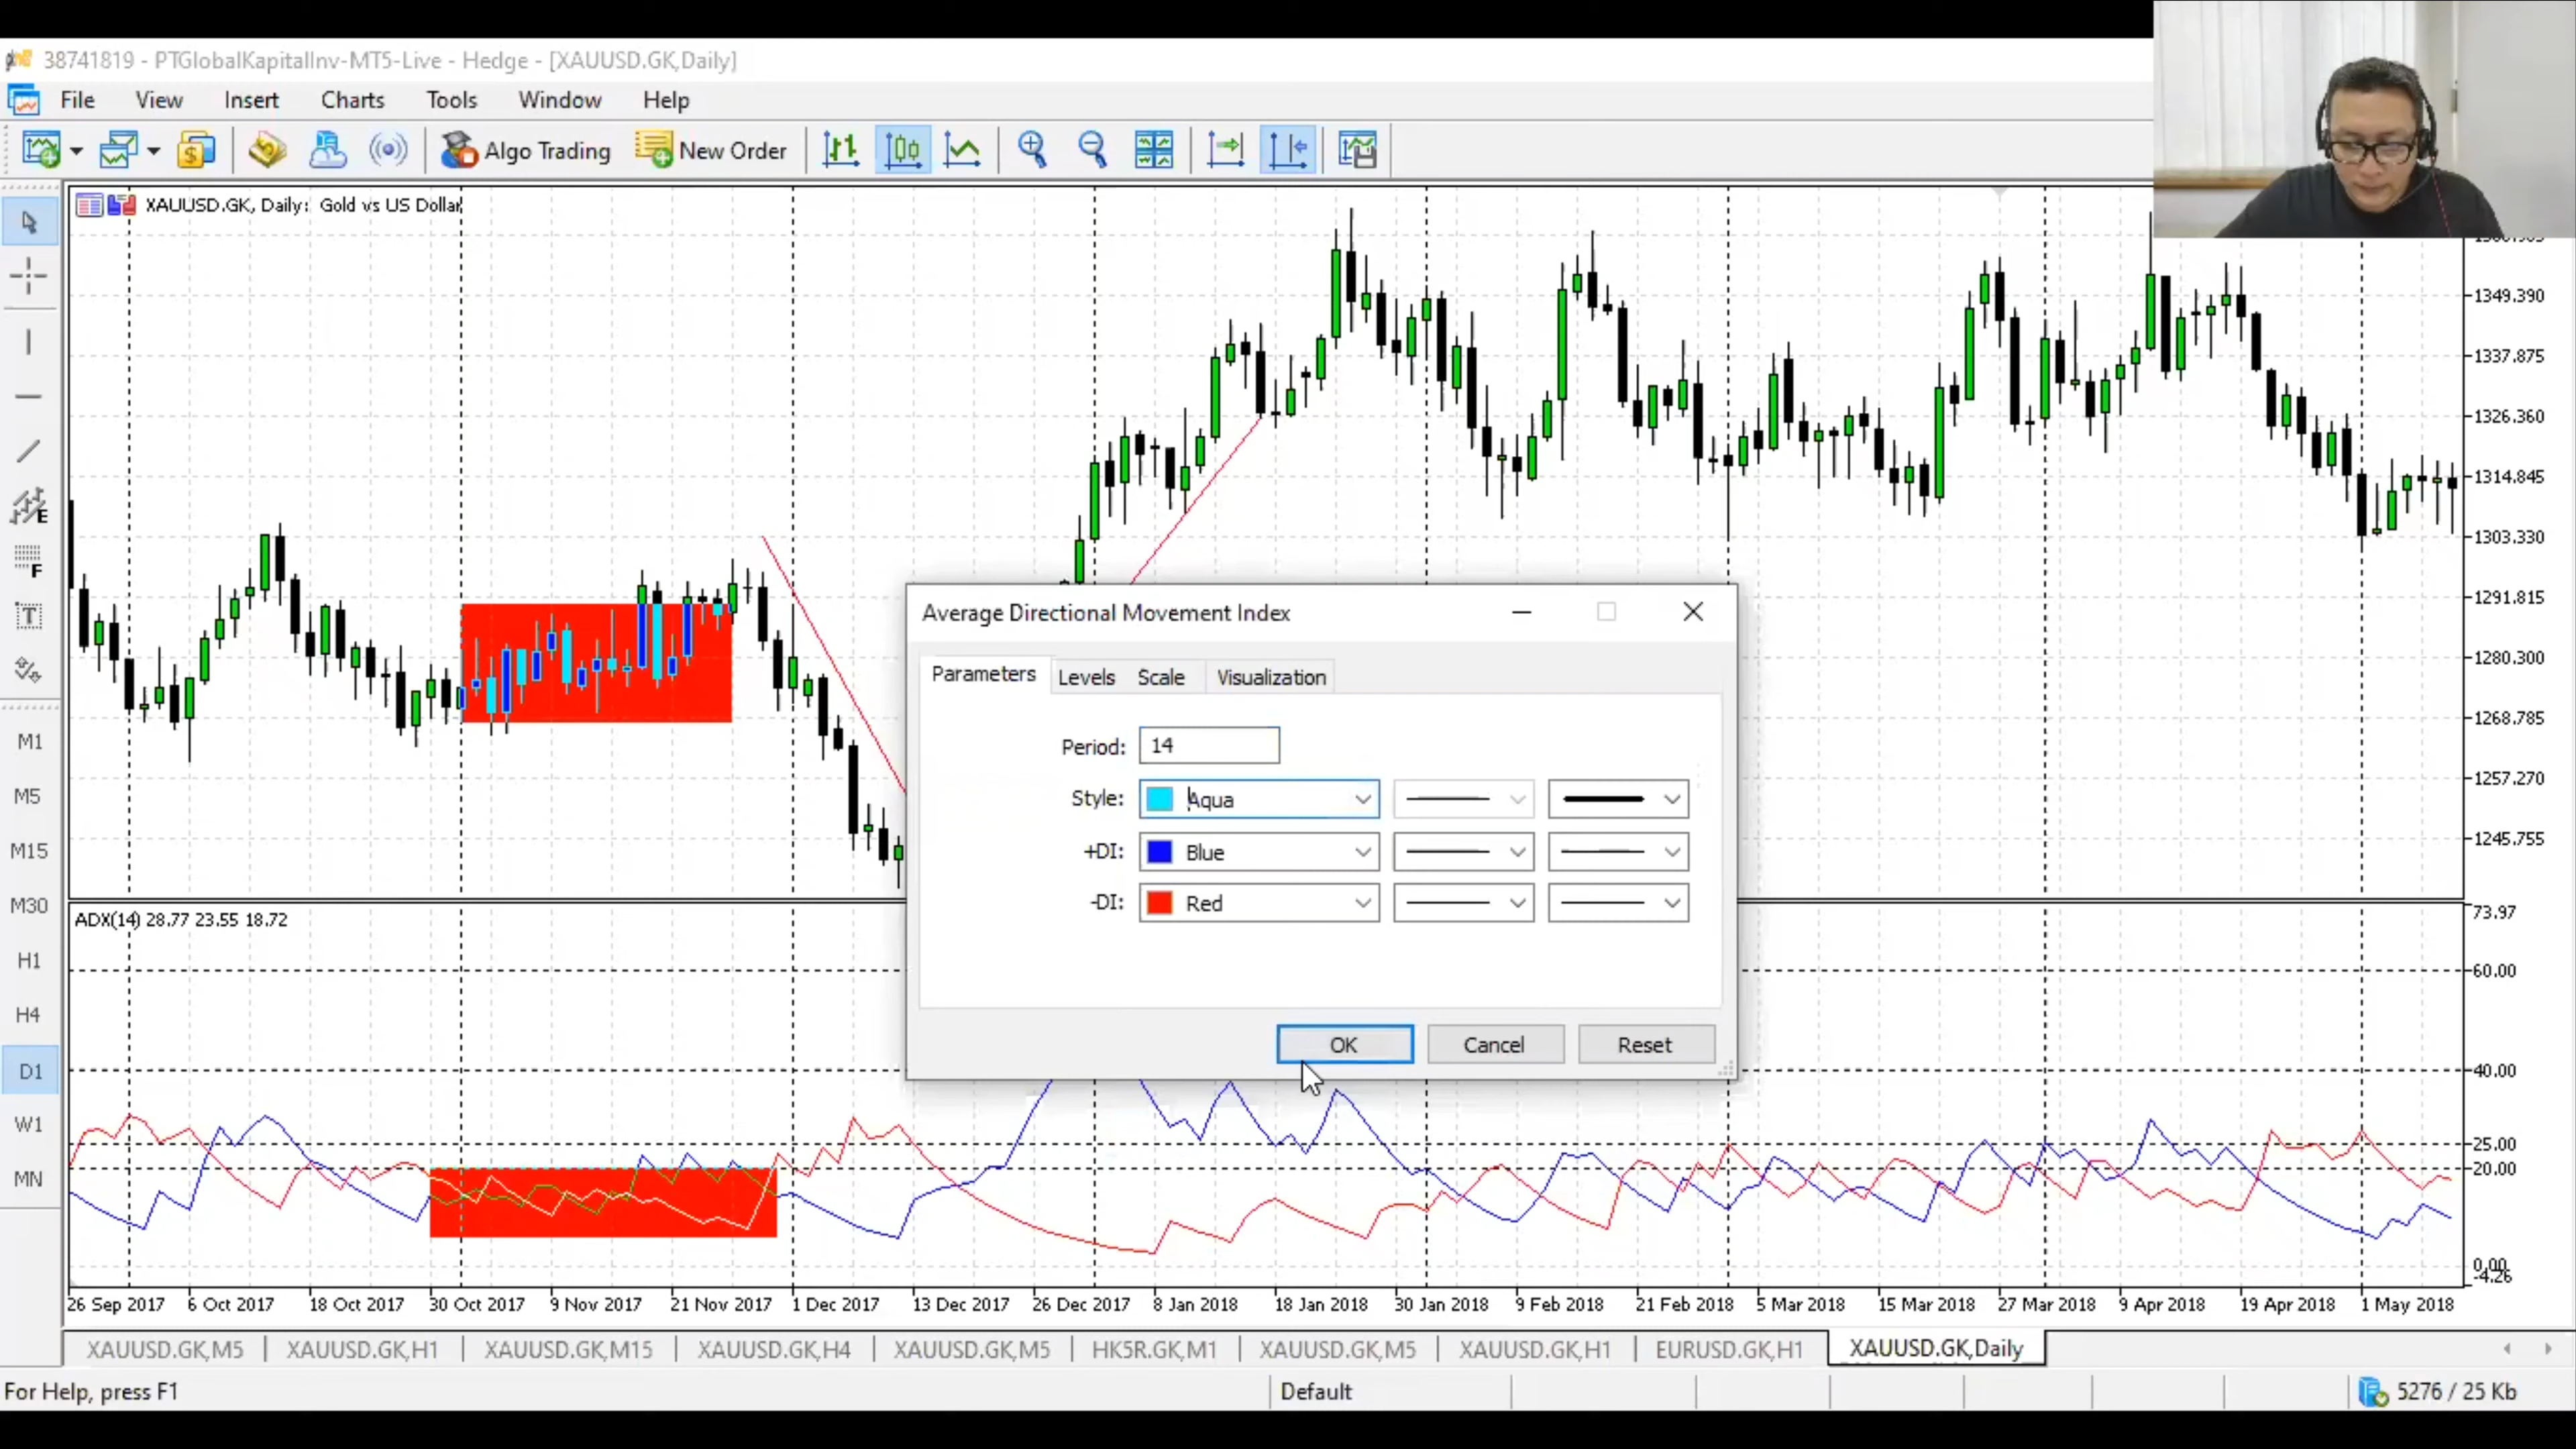 38741819 - PTGlobalKapitalInv-MT5-Live - Hedge - [XAUUSD.GK,Daily]
File View Insert Charts Tools Window Help
Algo Trading New Order
XAUUSD.GK, Daily: Gold vs US Dollar
1349.390
1337.875
1326.360
1314.845
1303.330
1291.815
1280.300
1268.785
1257.270
1245.755
E
F
T
M1
M5
M15
M30
H1
H4
D1
W1
MN
Average Directional Movement Index
Parameters Levels Scale Visualization
Period: 14
Style: Aqua
+DI: Blue
-DI: Red
OK Cancel Reset
ADX(14) 28.77 23.55 18.72
73.97
60.00
40.00
25.00
20.00
0.00
-4.26
26 Sep 2017 6 Oct 2017 18 Oct 2017 30 Oct 2017 9 Nov 2017 21 Nov 2017 1 Dec 2017 13 Dec 2017 26 Dec 2017 8 Jan 2018 18 Jan 2018 30 Jan 2018 9 Feb 2018 21 Feb 2018 5 Mar 2018 15 Mar 2018 27 Mar 2018 9 Apr 2018 19 Apr 2018 1 May 2018
XAUUSD.GK,M5 XAUUSD.GK,H1 XAUUSD.GK,M15 XAUUSD.GK,H4 XAUUSD.GK,M5 HK5R.GK,M1 XAUUSD.GK,M5 XAUUSD.GK,H1 EURUSD.GK,H1 XAUUSD.GK,Daily
For Help, press F1 Default 5276 / 25 Kb